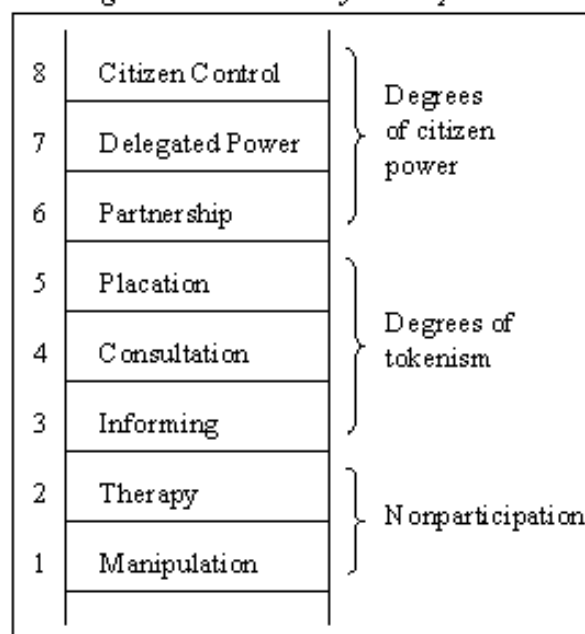 8 Citizen Control
7 Delegated Power
6 Partnership
Degrees
of citizen
power
5 Placation
4 Consultation
3 Informing
Degrees of
tokenism
2 Therapy
1 Manipulation
Nonparticipation